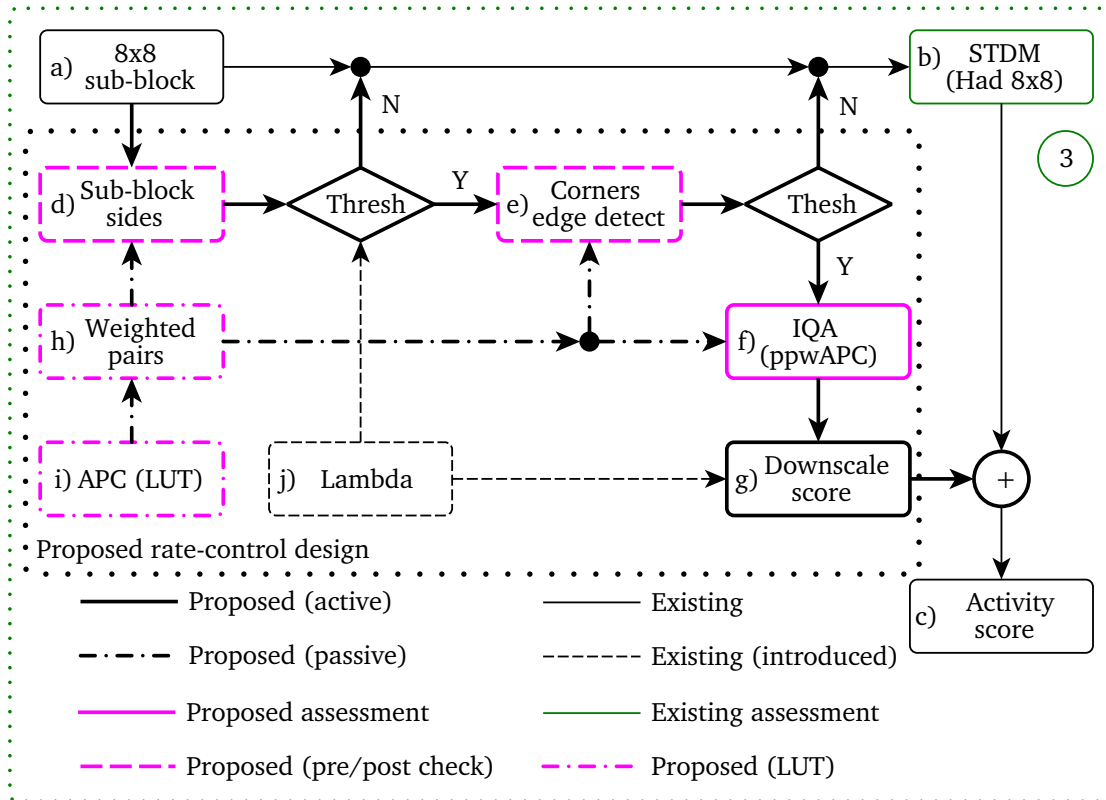 a)
8x8
sub-block
b)
STDM
(Had 8x8)
N
N
3
d)
Sub-block
sides
Thresh
Y
e)
Corners
edge detect
Thesh
Y
h)
Weighted
pairs
f)
IQA
(ppwAPC)
i) APC (LUT)
j) Lambda
g)
Downscale
score
+
Proposed rate-control design
c)
Activity
score
Proposed (active)
Existing
Proposed (passive)
Existing (introduced)
Proposed assessment
Existing assessment
Proposed (pre/post check)
Proposed (LUT)